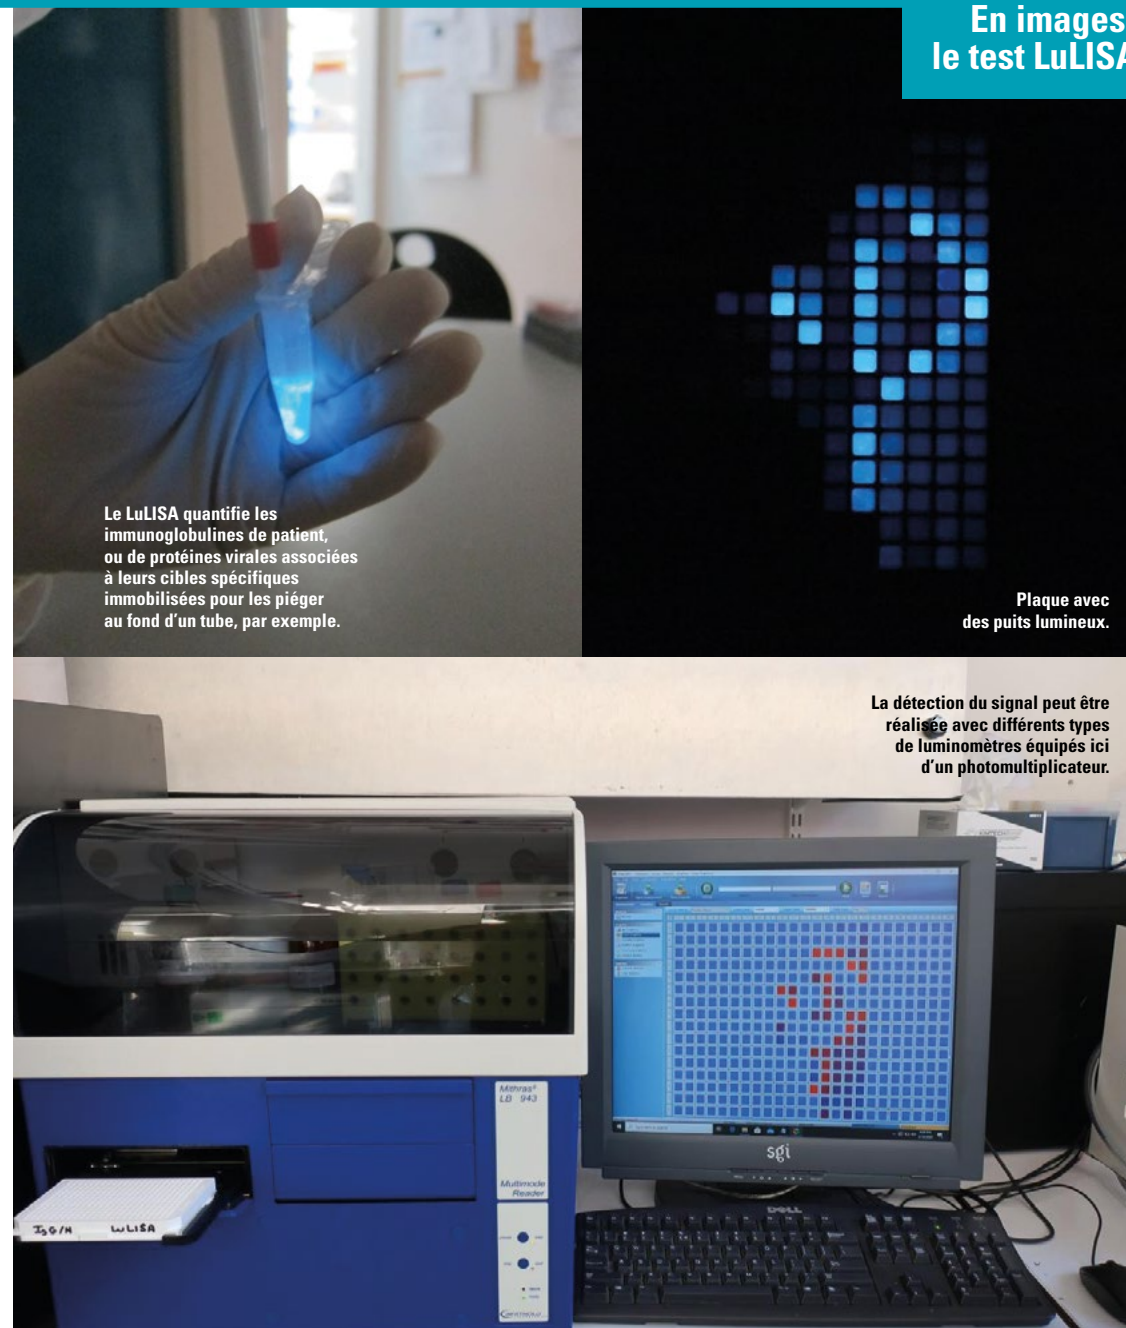 En images
le test LuLISA
Le LuLISA quantifie les
immunoglobulines de patient,
ou de protéines virales associées
à leurs cibles spécifiques
immobilisées pour les piéger
au fond d’un tube, par exemple.
Plaque avec
des puits lumineux.
La détection du signal peut être
réalisée avec différents types
de luminomètres équipés ici
d’un photomultiplicateur.
Mithras²
LB 943
Multimode
Reader
IgG/H LuLISA
BERTHOLD
sgi
DELL